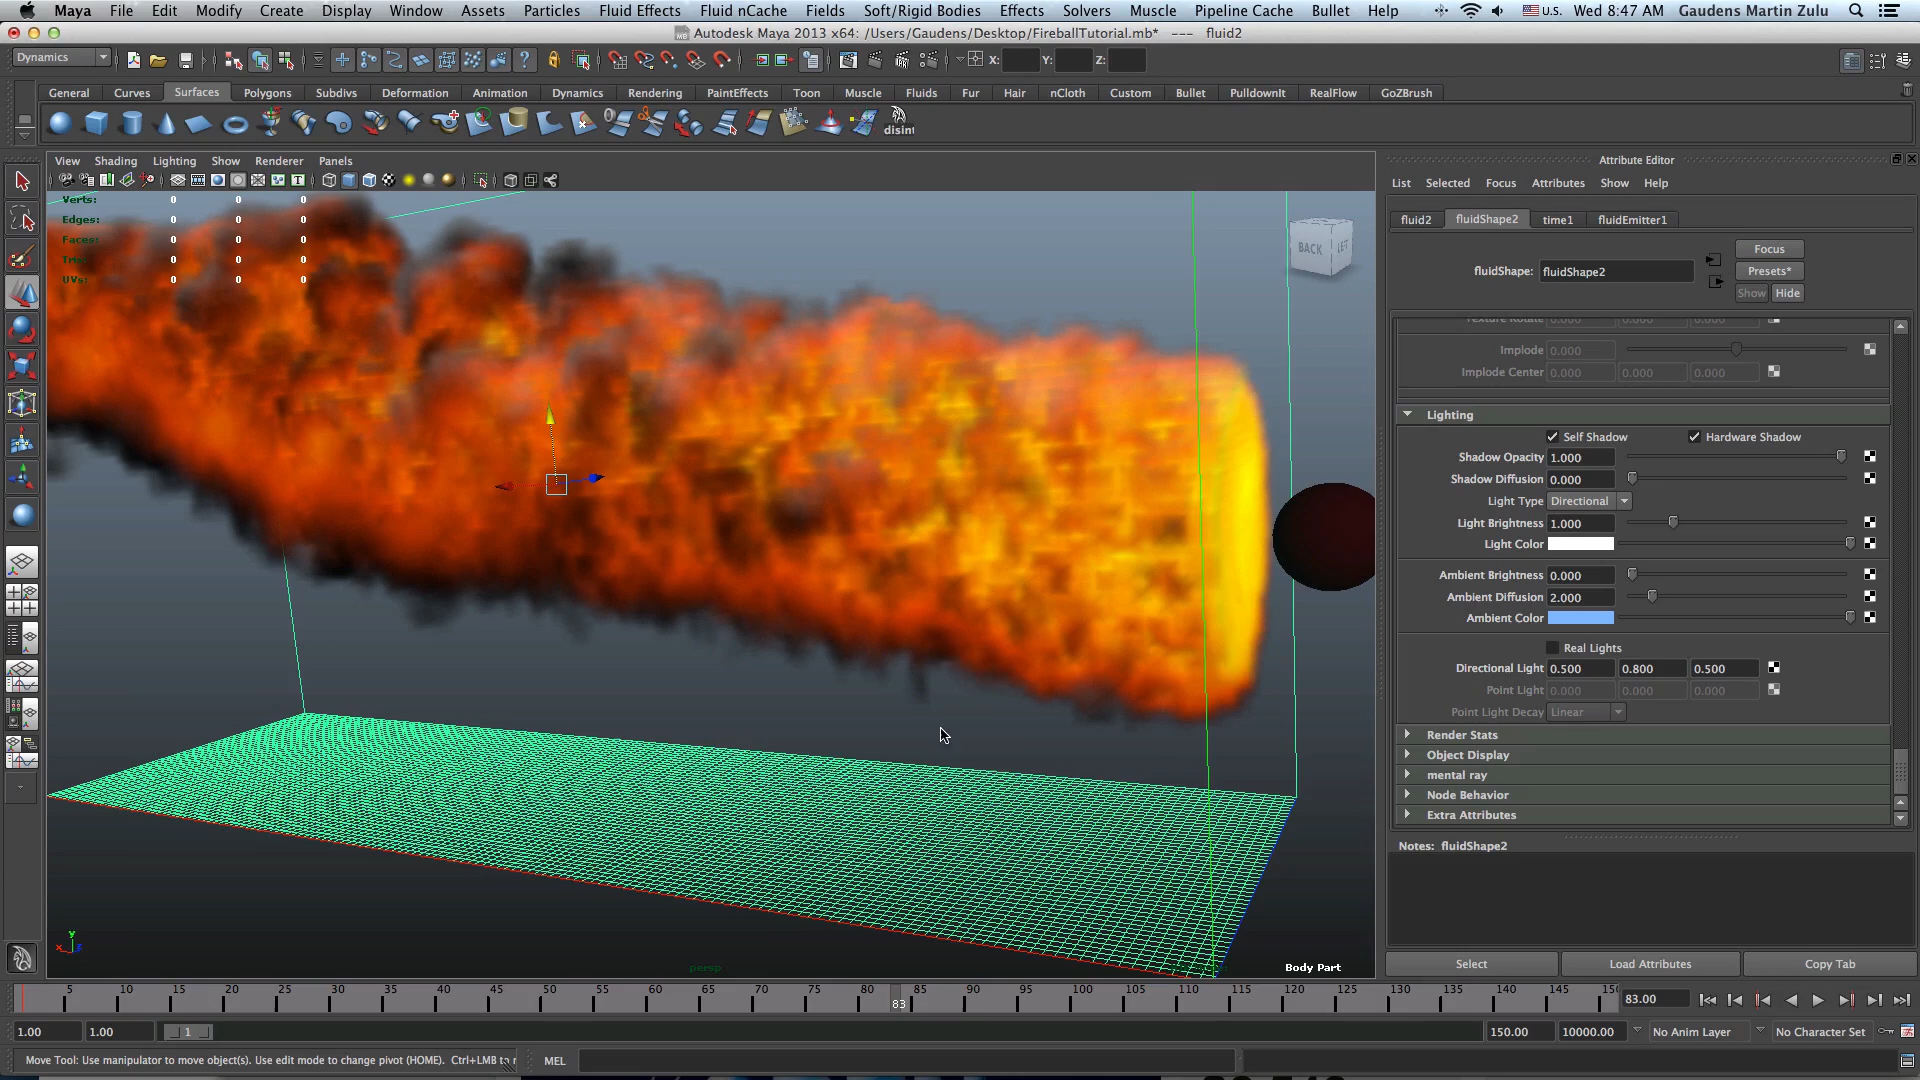 Maya File Edit Modify Create Display Window Assets Particles Fluid Effects Fluid nCache Fields Soft/Rigid Bodies Effects Solvers Muscle Pipeline Cache Bullet Help U.S. Wed 8:47 AM Gaudens Martin Zulu
Autodesk Maya 2013 x64: /Users/Gaudens/Desktop/FireballTutorial.mb* --- fluid2
Dynamics X: Y: Z:
General Curves Surfaces Polygons Subdivs Deformation Animation Dynamics Rendering PaintEffects Toon Muscle Fluids Fur Hair nCloth Custom Bullet PulldownIt RealFlow GoZBrush
disint
View Shading Lighting Show Renderer Panels
Verts: 0 0 0
Edges: 0 0 0
Faces: 0 0 0
Tris: 0 0 0
UVs: 0 0 0
BACK
persp
Body Part
Attribute Editor
List Selected Focus Attributes Show Help
fluid2 fluidShape2 time1 fluidEmitter1
Focus
fluidShape: fluidShape2 Presets*
Show Hide
Texture Rotate 0.000 0.000 0.000
Implode 0.000
Implode Center 0.000 0.000 0.000
Lighting
Self Shadow Hardware Shadow
Shadow Opacity 1.000
Shadow Diffusion 0.000
Light Type Directional
Light Brightness 1.000
Light Color
Ambient Brightness 0.000
Ambient Diffusion 2.000
Ambient Color
Real Lights
Directional Light 0.500 0.800 0.500
Point Light 0.000 0.000 0.000
Point Light Decay Linear
Render Stats
Object Display
mental ray
Node Behavior
Extra Attributes
Notes: fluidShape2
Select Load Attributes Copy Tab
5 10 15 20 25 30 35 40 45 50 55 60 65 70 75 80 83 85 90 95 100 105 110 115 120 125 130 135 140 145 83.00
1.00 1.00 1 150.00 10000.00 No Anim Layer No Character Set
Move Tool: Use manipulator to move object(s). Use edit mode to change pivot (HOME). Ctrl+LMB to MEL